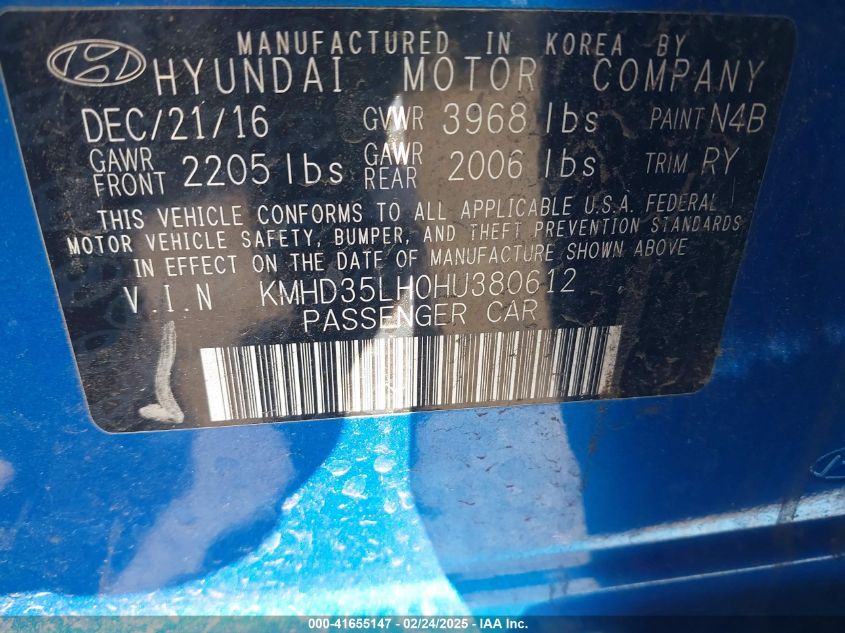 MANUFACTURED IN KOREA BY
HYUNDAI MOTOR COMPANY
DEC/21/16 GVWR 3968 lbs PAINT N4B
GAWR FRONT 2205 lbs GAWR REAR 2006 lbs TRIM RY
THIS VEHICLE CONFORMS TO ALL APPLICABLE U.S.A. FEDERAL
MOTOR VEHICLE SAFETY, BUMPER, AND THEFT PREVENTION STANDARDS
IN EFFECT ON THE DATE OF MANUFACTURE SHOWN ABOVE
V.I.N KMHD35LH0HU380612
PASSENGER CAR
000-41655147 - 02/24/2025 - IAA Inc.